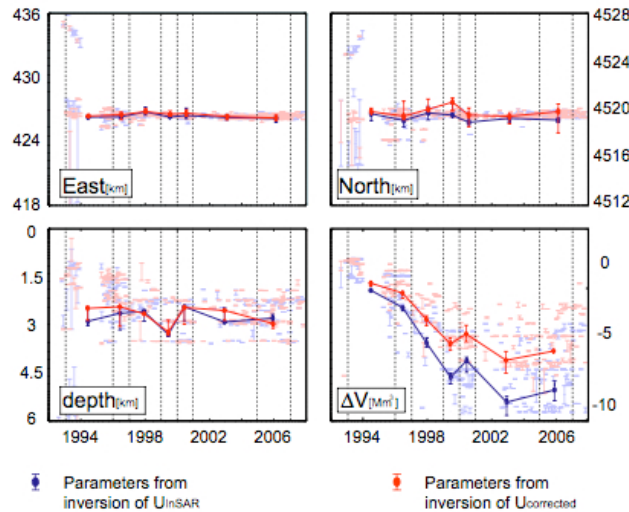 436
430
426
424
418
East[km]
4528
4524
4520
4516
4512
North[km]
0
1.5
3
4.5
6
depth[km]
1994 1998 2002 2006
0
-5
-10
ΔV[Mm³]
1994 1998 2002 2006
Parameters from
inversion of UInSAR
Parameters from
inversion of Ucorrected